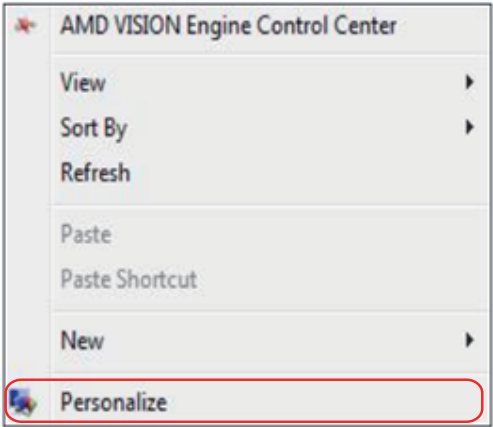 AMD VISION Engine Control Center
View
Sort By
Refresh
Paste
Paste Shortcut
New
Personalize